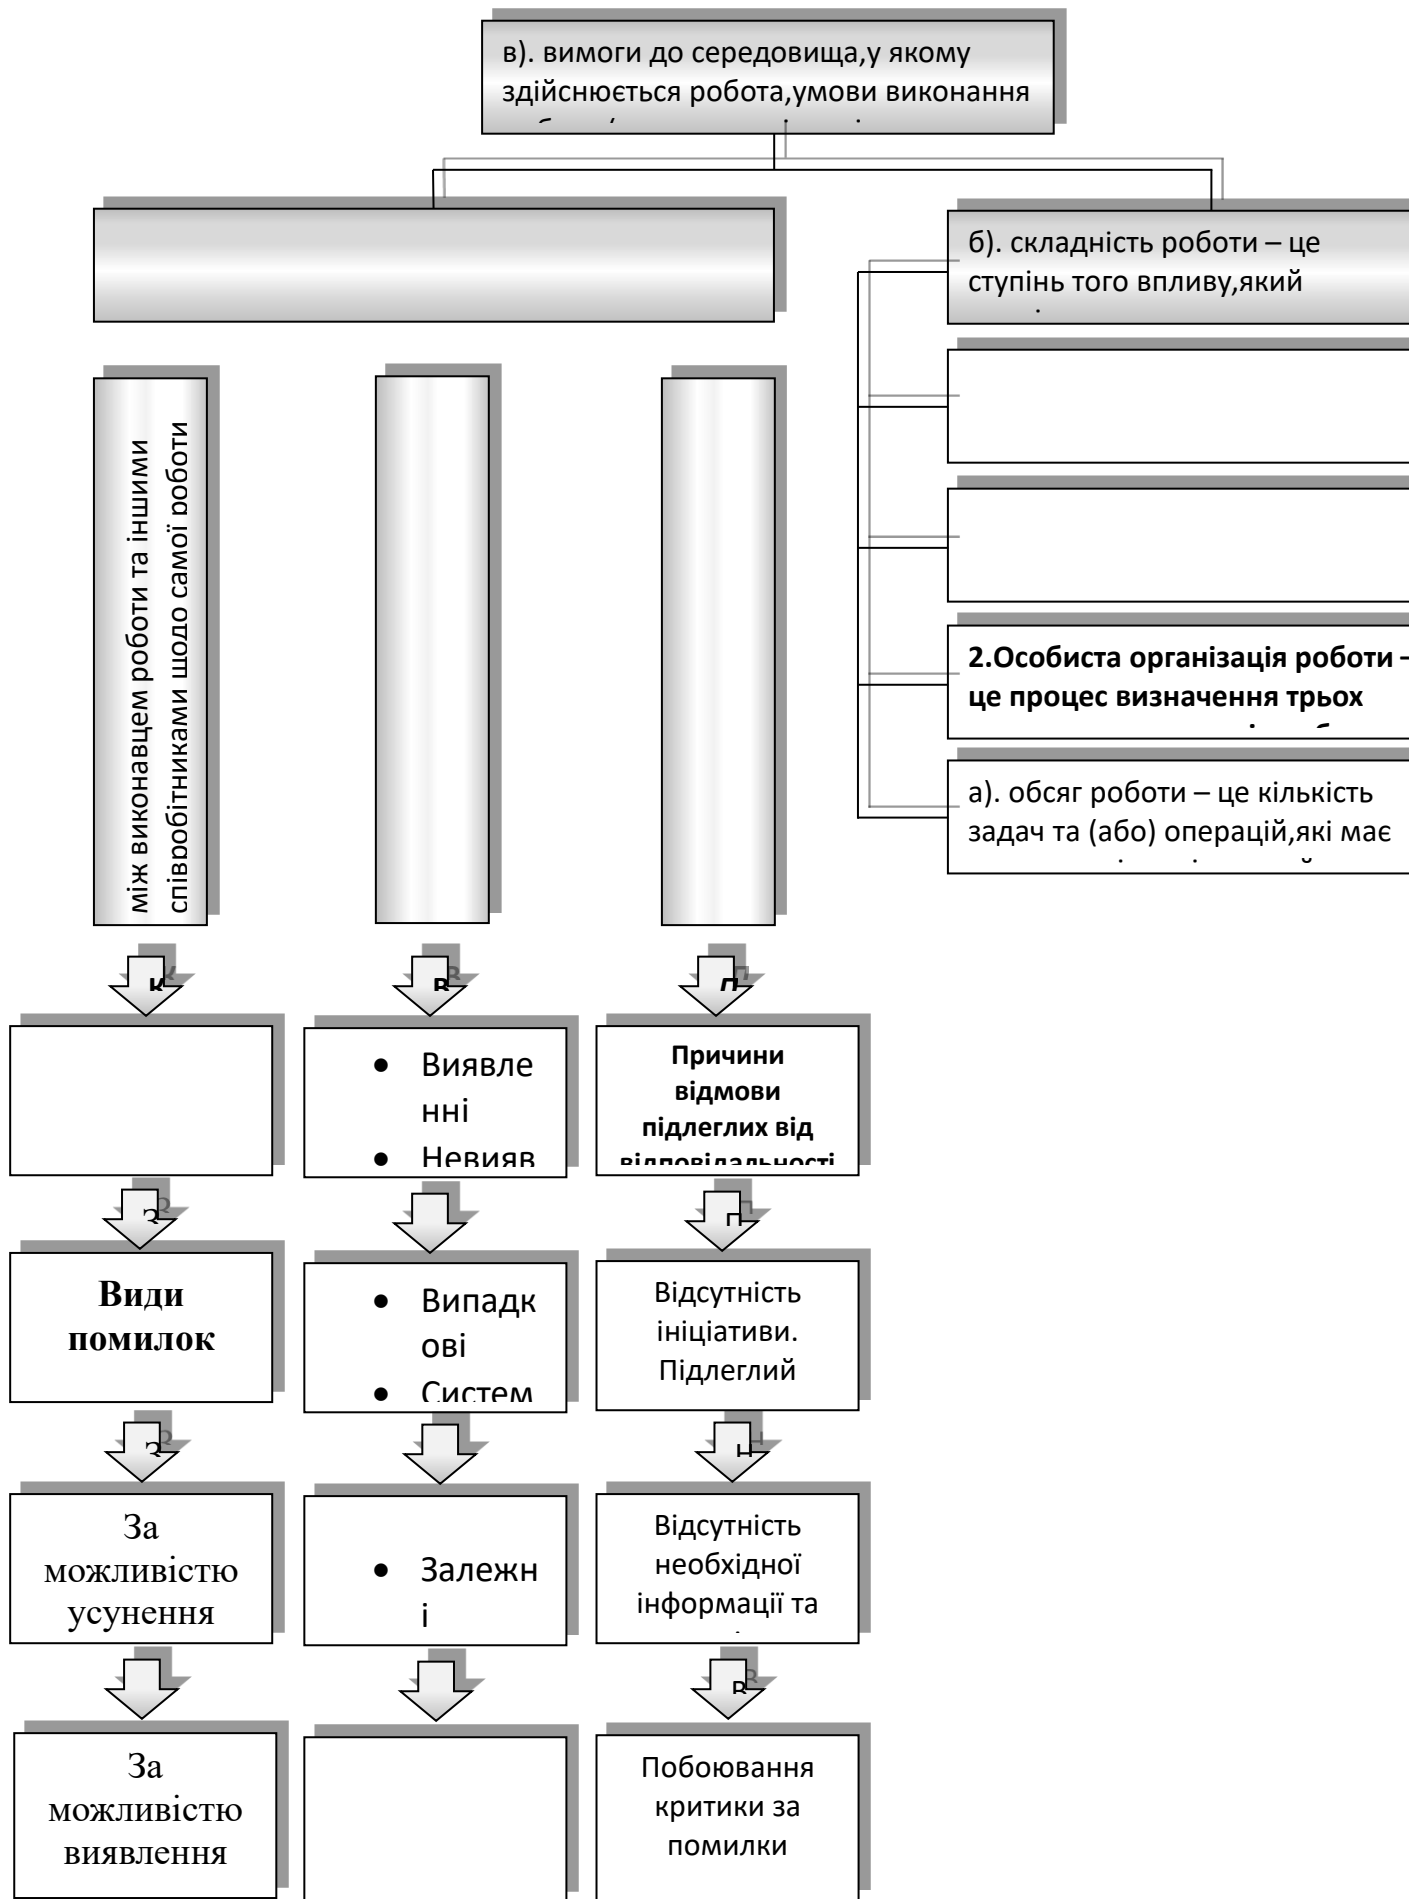 в). вимоги до середовища,у якому
здійснюється робота,умови виконання
б). складність роботи – це
ступінь того впливу,який
2.Особиста організація роботи –
це процес визначення трьох
а). обсяг роботи – це кількість
задач та (або) операцій,які має
між виконавцем роботи та іншими
співробітниками щодо самої роботи
К
В
П
• Виявле
нні
• Невияв
Причини
відмови
підлеглих від
відповідальності
З
П
Види
помилок
• Випадк
ові
• Систем
Відсутність
ініціативи.
Підлеглий
З
Н
За
можливістю
усунення
• Залежн
і
Відсутність
необхідної
інформації та
В
За
можливістю
виявлення
Побоювання
критики за
помилки